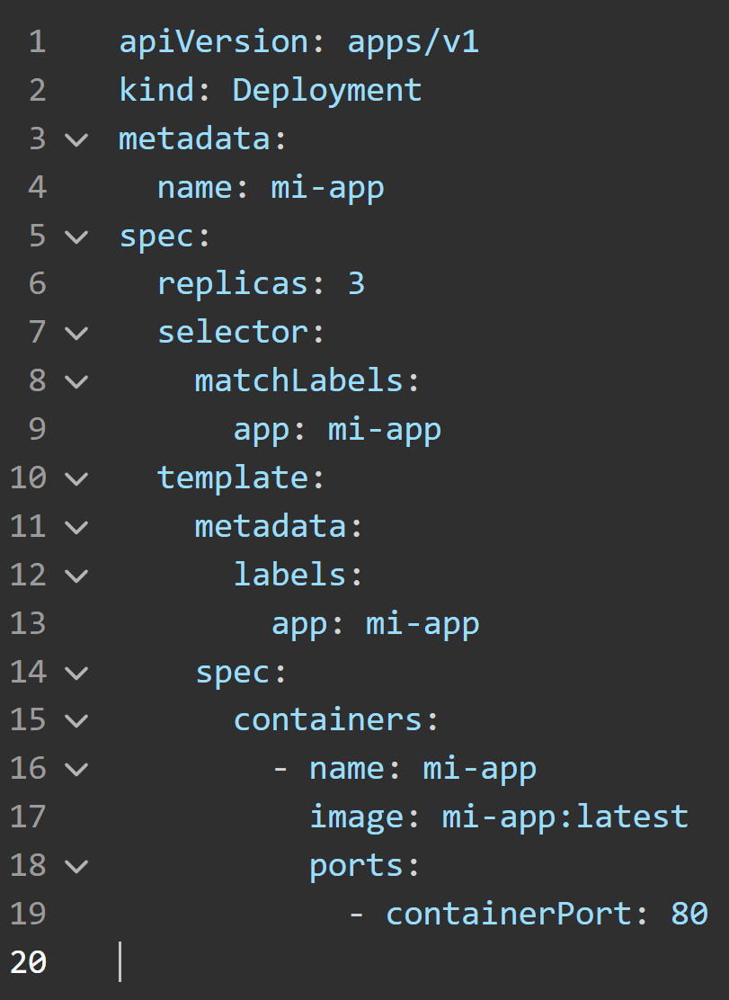 1 apiVersion: apps/v1
2 kind: Deployment
3 metadata:
4   name: mi-app
5 spec:
6   replicas: 3
7   selector:
8     matchLabels:
9       app: mi-app
10   template:
11     metadata:
12       labels:
13         app: mi-app
14     spec:
15       containers:
16         - name: mi-app
17           image: mi-app:latest
18           ports:
19             - containerPort: 80
20